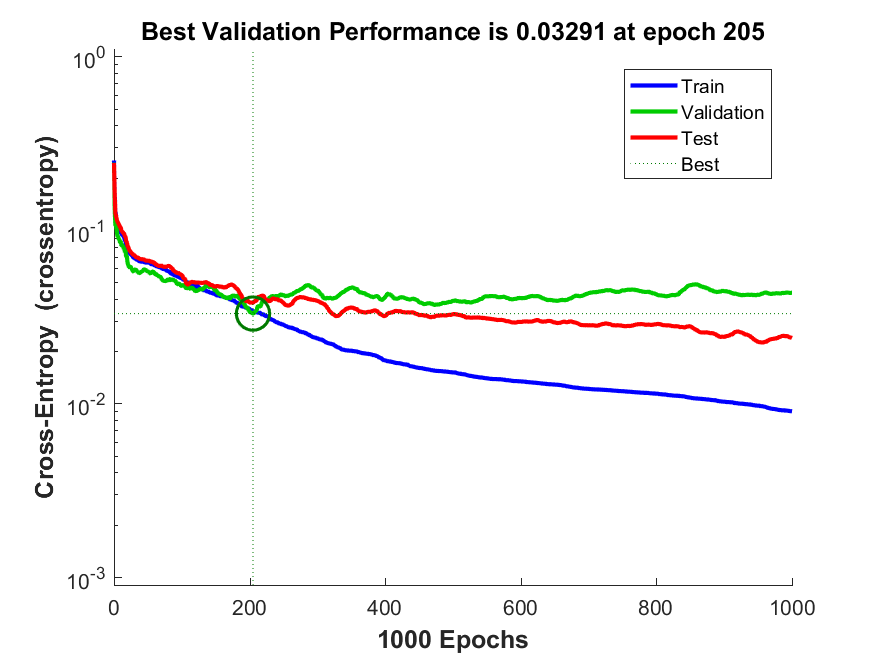 Best Validation Performance is 0.03291 at epoch 205
10^0
10^-1
10^-2
10^-3
Cross-Entropy (crossentropy)
Train
Validation
Test
Best
0 200 400 600 800 1000
1000 Epochs